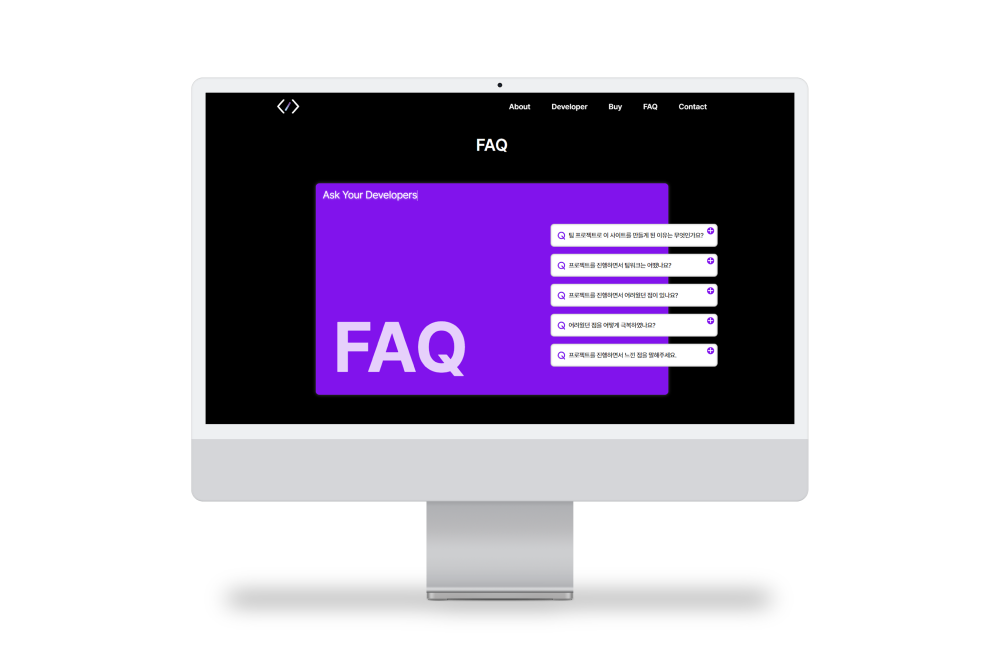 About Developer Buy FAQ Contact
FAQ
Ask Your Developers
Q 팀 프로젝트로 이 사이트를 만들게 된 이유는 무엇인가요?
Q 프로젝트를 진행하면서 팀워크는 어땠나요?
Q 프로젝트를 진행하면서 어려웠던 점이 있나요?
Q 어려웠던 점을 어떻게 극복하였나요?
Q 프로젝트를 진행하면서 느낀 점을 말해주세요.
FAQ